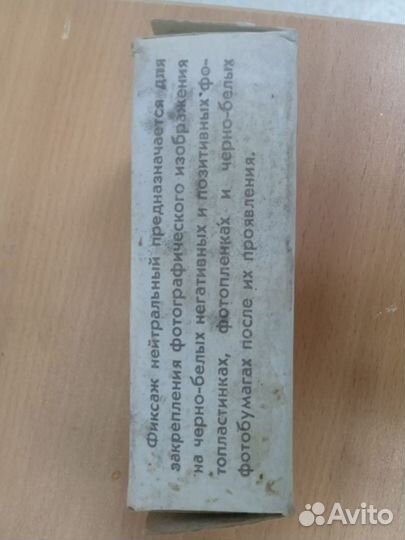 Фиксаж нейтральный предназначается для
закрепления фотографического изображения
на черно-белых негативных и позитивных фо-
топластинках, фотопленках и черно-белых
фотобумагах после их проявления.
Avito